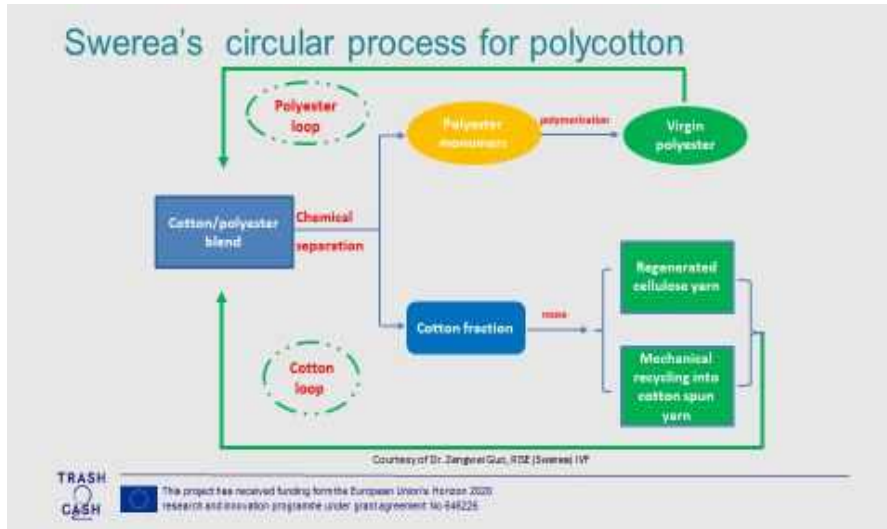 Swerea's circular process for polycotton
Polyester
loop
Polyester
monomers
polymerization
Virgin
polyester
Cotton/polyester
blend
Chemical
separation
Regenerated
cellulose yarn
Cotton fraction
Mechanical
recycling into
cotton spun
yarn
Cotton
loop
Courtesy of Dr. Zengwei Guo, RISE (Swerea) IVF
TRASH
2
CASH
This project has received funding form the European Union's Horizon 2020
research and innovation programme under grant agreement No 646226